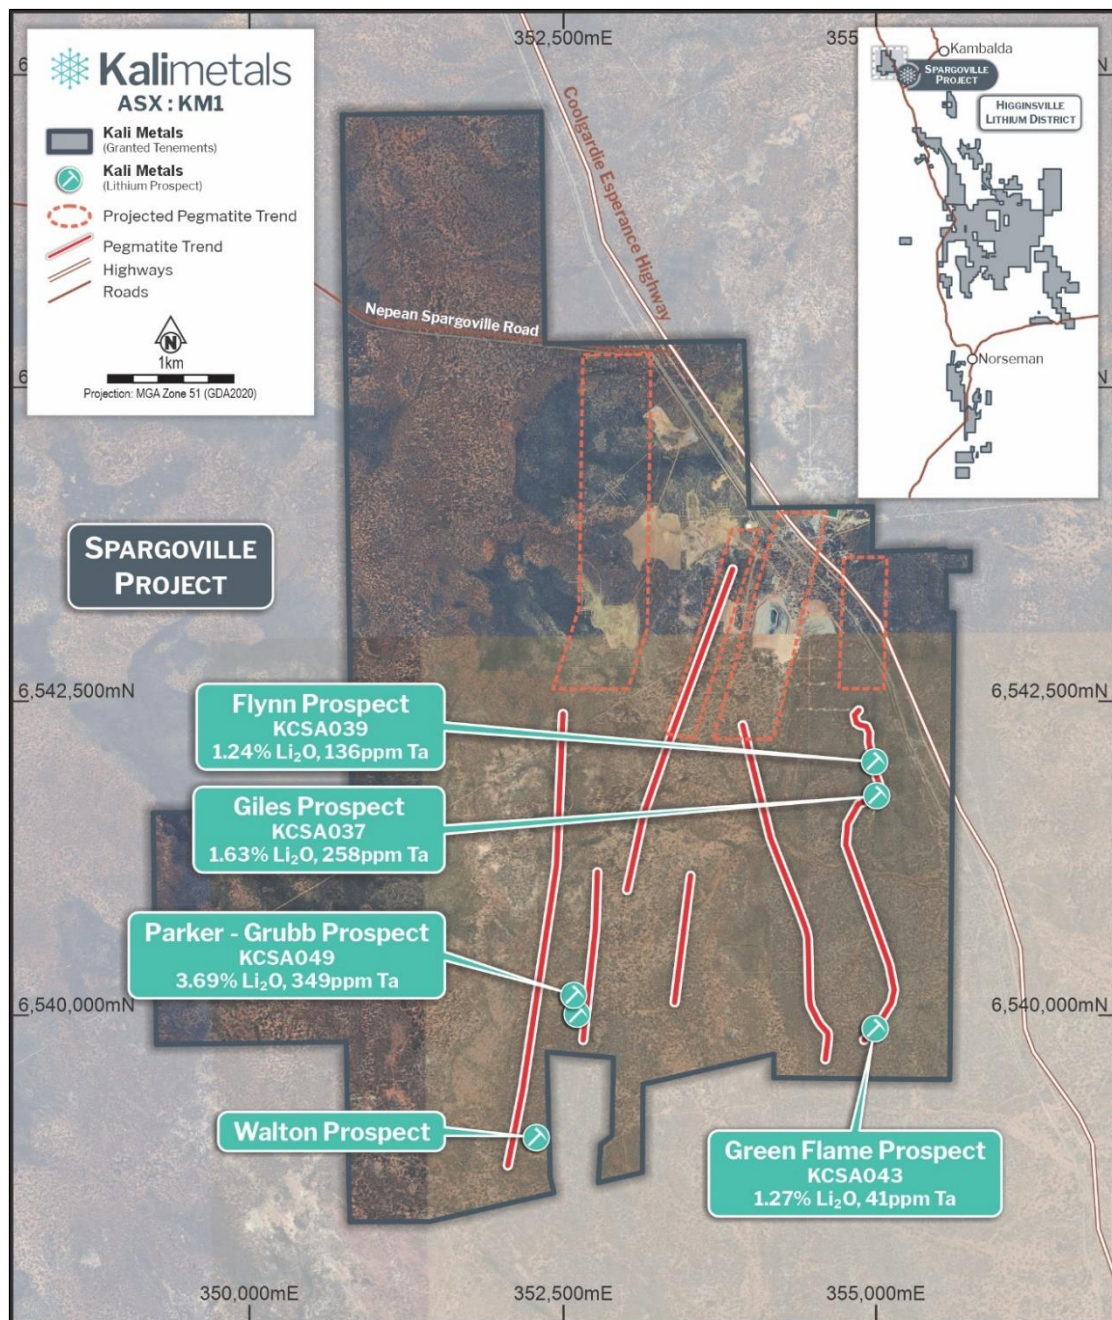 352,500mE
355,
N
Kalimetals
ASX : KM1
Kali Metals
(Granted Tenements)
Kali Metals
(Lithium Prospect)
Projected Pegmatite Trend
Pegmatite Trend
Highways
Roads
N
1km
Projection: MGA Zone 51 (GDA2020)
Kambalda
SPARGOVILLE
PROJECT
HIGGINSVILLE
LITHIUM DISTRICT
Norseman
Coolgardie Esperance Highway
Nepean Spargoville Road
6,
N
SPARGOVILLE
PROJECT
6,542,500mN
6,542,500mN
Flynn Prospect
KCSA039
1.24% Li₂O, 136ppm Ta
Giles Prospect
KCSA037
1.63% Li₂O, 258ppm Ta
Parker - Grubb Prospect
KCSA049
3.69% Li₂O, 349ppm Ta
6,540,000mN
6,540,000mN
Walton Prospect
Green Flame Prospect
KCSA043
1.27% Li₂O, 41ppm Ta
350,000mE
352,500mE
355,000mE